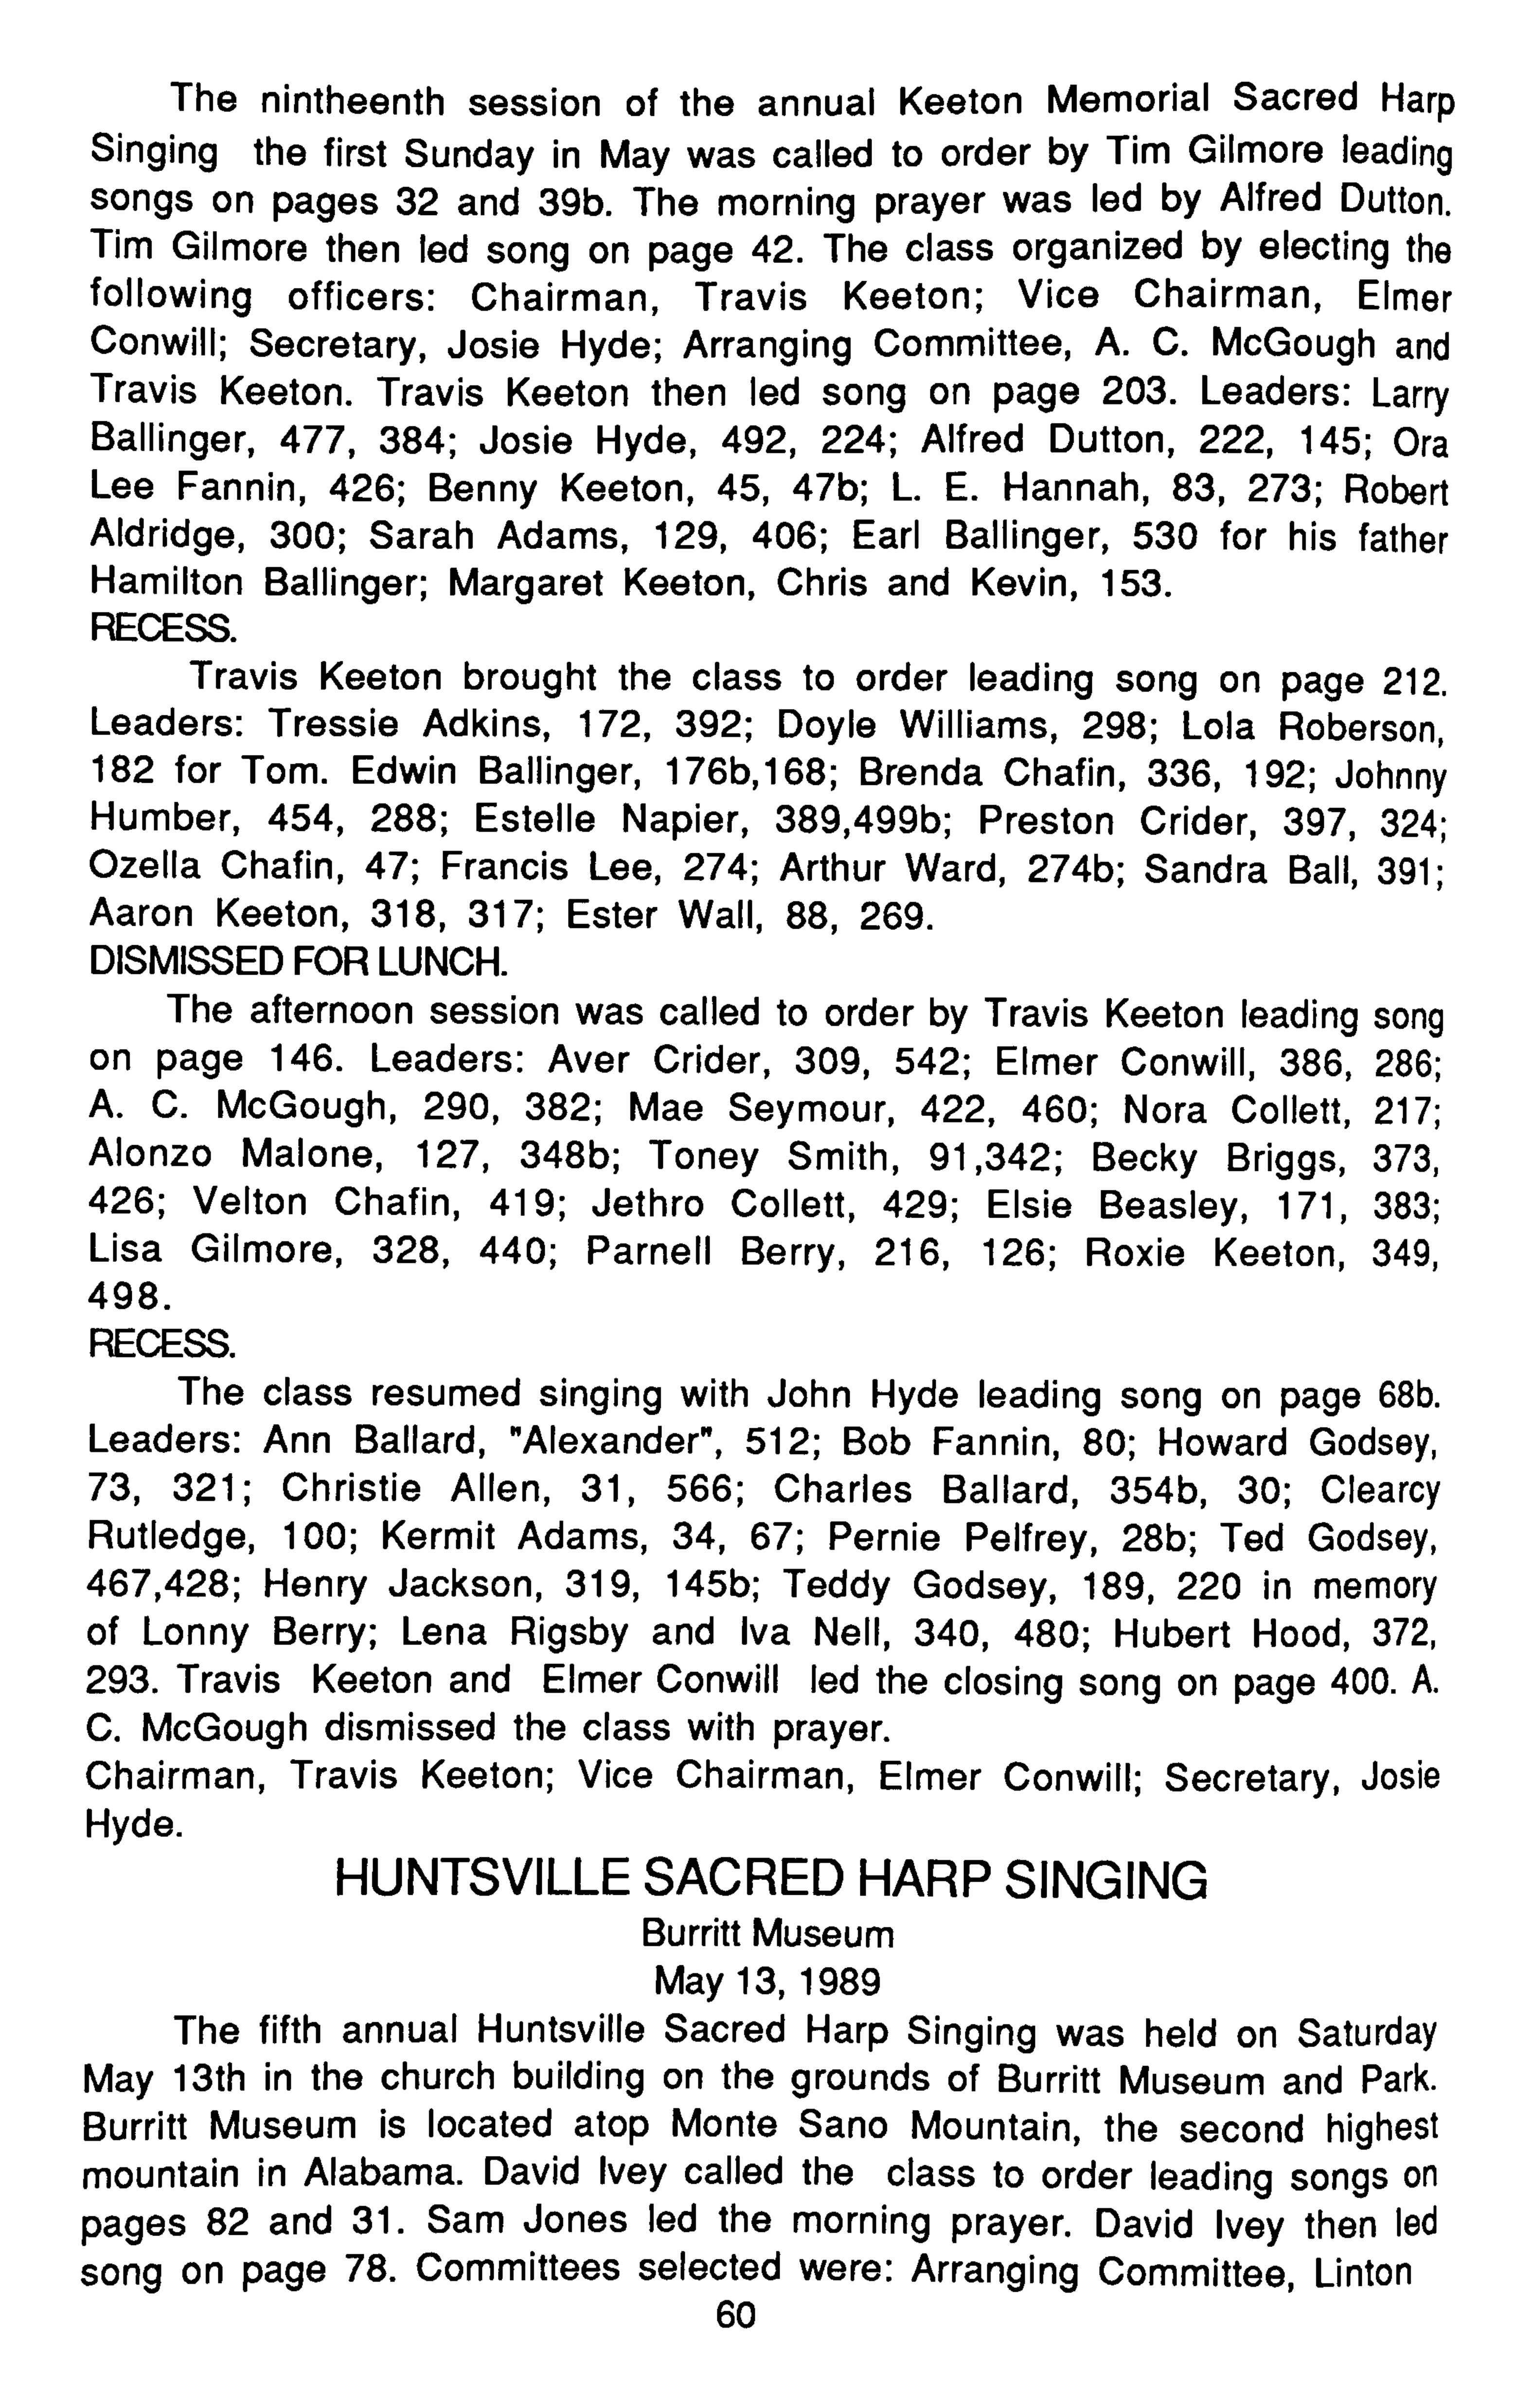 The nintheenth session of the annual Keeton Memorial Sacred Harp
Singing the first Sunday in May was called to order by Tim Gilmore leading
songs on pages 32 and 39b. The morning prayer was led by Alfred Dutton.
Tim Gilmore then led song on page 42. The class organized by electing the
following officers: Chairman, Travis Keeton; Vice Chairman, Elmer
Conwill; Secretary, Josie Hyde; Arranging Committee, A. C. McGough and
Travis Keeton. Travis Keeton then led song on page 203. Leaders: Larry
Ballinger, 477, 384; Josie Hyde, 492, 224; Alfred Dutton, 222, 145; Ora
Lee Fannin, 426; Benny Keeton, 45, 47b; L. E. Hannah, 83, 273; Robert
Aldridge, 300; Sarah Adams, 129, 406; Earl Ballinger, 530 for his father
Hamilton Ballinger; Margaret Keeton, Chris and Kevin, 153.
RECESS.
Travis Keeton brought the class to order leading song on page 212.
Leaders: Tressie Adkins, 172, 392; Doyle Williams, 298; Lola Roberson,
182 for Tom. Edwin Ballinger, 176b,168; Brenda Chafin, 336, 192; Johnny
Humber, 454, 288; Estelle Napier, 389,499b; Preston Crider, 397, 324;
Ozella Chafin, 47; Francis Lee, 274; Arthur Ward, 274b; Sandra Ball, 391;
Aaron Keeton, 318, 317; Ester Wall, 88, 269.
DISMISSED FOR LUNCH.
The afternoon session was called to order by Travis Keeton leading song
on page 146. Leaders: Aver Crider, 309, 542; Elmer Conwill, 386, 286;
A. C. McGough, 290, 382; Mae Seymour, 422, 460; Nora Collett, 217;
Alonzo Malone, 127, 348b; Toney Smith, 91,342; Becky Briggs, 373,
426; Velton Chafin, 419; Jethro Collett, 429; Elsie Beasley, 171, 383;
Lisa Gilmore, 328, 440; Parnell Berry, 216, 126; Roxie Keeton, 349,
498.
RECESS.
The class resumed singing with John Hyde leading song on page 68b.
Leaders: Ann Ballard, "Alexander", 512; Bob Fannin, 80; Howard Godsey,
73, 321; Christie Allen, 31, 566; Charles Ballard, 354b, 30; Clearcy
Rutledge, 100; Kermit Adams, 34, 67; Pernie Pelfrey, 28b; Ted Godsey,
467,428; Henry Jackson, 319, 145b; Teddy Godsey, 189, 220 in memory
of Lonny Berry; Lena Rigsby and Iva Nell, 340, 480; Hubert Hood, 372,
293. Travis Keeton and Elmer Conwill led the closing song on page 400. A.
C. McGough dismissed the class with prayer.
Chairman, Travis Keeton; Vice Chairman, Elmer Conwill; Secretary, Josie
Hyde.
HUNTSVILLE SACRED HARP SINGING
Burritt Museum
May 13, 1989
The fifth annual Huntsville Sacred Harp Singing was held on Saturday
May 13th in the church building on the grounds of Burritt Museum and Park.
Burritt Museum is located atop Monte Sano Mountain, the second highest
mountain in Alabama. David Ivey called the class to order leading songs on
pages 82 and 31. Sam Jones led the morning prayer. David Ivey then led
song on page 78. Committees selected were: Arranging Committee, Linton
60